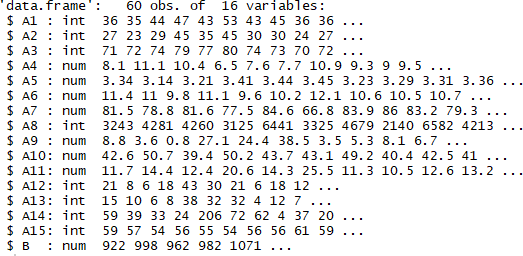 'data.frame':   60 obs. of  16 variables:
 $ A1 : int  36 35 44 47 43 53 43 45 36 36 ...
 $ A2 : int  27 23 29 45 35 45 30 30 24 27 ...
 $ A3 : int  71 72 74 79 77 80 74 73 70 72 ...
 $ A4 : num  8.1 11.1 10.4 6.5 7.6 7.7 10.9 9.3 9 9.5 ...
 $ A5 : num  3.34 3.14 3.21 3.41 3.44 3.45 3.23 3.29 3.31 3.36 ...
 $ A6 : num  11.4 11 9.8 11.1 9.6 10.2 12.1 10.6 10.5 10.7 ...
 $ A7 : num  81.5 78.8 81.6 77.5 84.6 66.8 83.9 86 83.2 79.3 ...
 $ A8 : int  3243 4281 4260 3125 6441 3325 4679 2140 6582 4213 ...
 $ A9 : num  8.8 3.6 0.8 27.1 24.4 38.5 3.5 5.3 8.1 6.7 ...
 $ A10: num  42.6 50.7 39.4 50.2 43.7 43.1 49.2 40.4 42.5 41 ...
 $ A11: num  11.7 14.4 12.4 20.6 14.3 25.5 11.3 10.5 12.6 13.2 ...
 $ A12: int  21 8 6 18 43 30 21 6 18 12 ...
 $ A13: int  15 10 6 8 38 32 32 4 12 7 ...
 $ A14: int  59 39 33 24 206 72 62 4 37 20 ...
 $ A15: int  59 57 54 56 55 54 56 56 61 59 ...
 $ B  : num  922 998 962 982 1071 ...